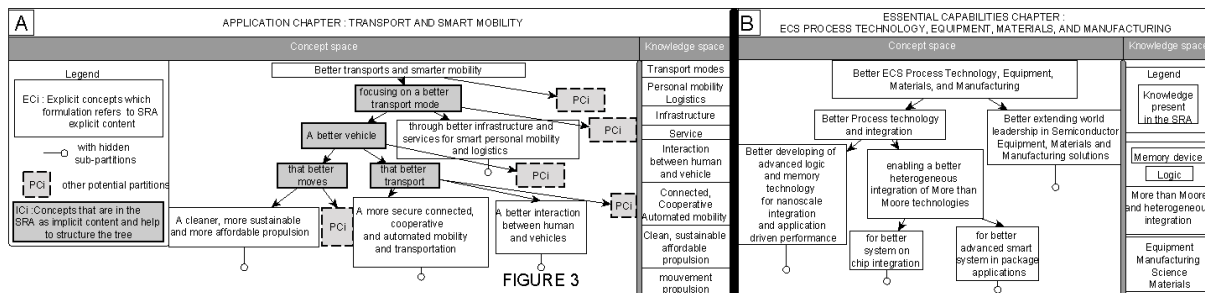 A
APPLICATION CHAPTER : TRANSPORT AND SMART MOBILITY
Concept space
Knowledge space
Legend
ECi : Explicit concepts which
formulation refers to SRA
explicit content
with hidden
sub-partitions
PCi
other potential partitions
ICi :Concepts that are in the
SRA as implicit content and help
to structure the tree
Better transports and smarter mobility
focusing on a better
transport mode
PCi
A better vehicle
through better infrastructure and
services for smart personal mobility
and logistics
PCi
that better
moves
that better
transport
PCi
A cleaner, more sustainable
and more affordable propulsion
PCi
A more secure connected,
cooperative
and automated mobility
and transportation
A better interaction
between human
and vehicles
PCi
FIGURE 3
Transport modes
Personal mobility
Logistics
Infrastructure
Service
Interaction
between human
and vehicle
Connected,
Cooperative
Automated mobility
Clean, sustainable
affordable
propulsion
mouvement
propulsion
B
ESSENTIAL CAPABILITIES CHAPTER :
ECS PROCESS TECHNOLOGY, EQUIPMENT, MATERIALS, AND MANUFACTURING
Concept space
Knowledge space
Better ECS Process Technology, Equipment,
Materials, and Manufacturing
Better Process technology
and integration
Better extending world
leadership in Semiconductor
Equipment, Materials and
Manufacturing solutions
Better developing of
advanced logic
and memory
technology
for nanoscale
integration
and application
driven performance
enabling a better
heterogeneous
integration of More than
Moore technologies
for better
system on
chip integration
for better
advanced smart
system in package
applications
Legend
Knowledge
present
in the SRA
Memory device
Logic
More than Moore
and heterogeneous
integration
Equipment
Manufacturing
Science
Materials